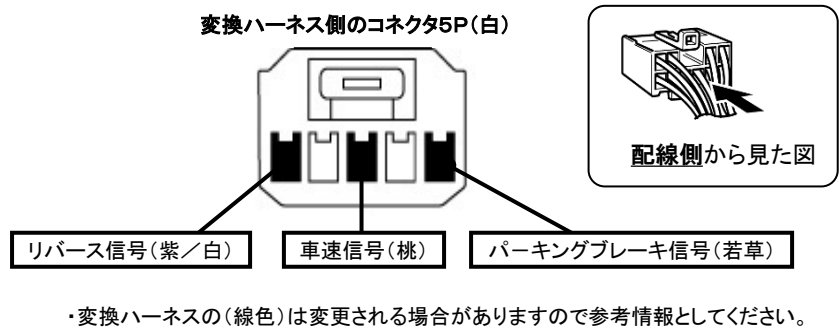 変換ハーネス側のコネクタ5P(白)
配線側から見た図
リバース信号(紫/白)
車速信号(桃)
パーキングブレーキ信号(若草)
・変換ハーネスの(線色)は変更される場合がありますので参考情報としてください。